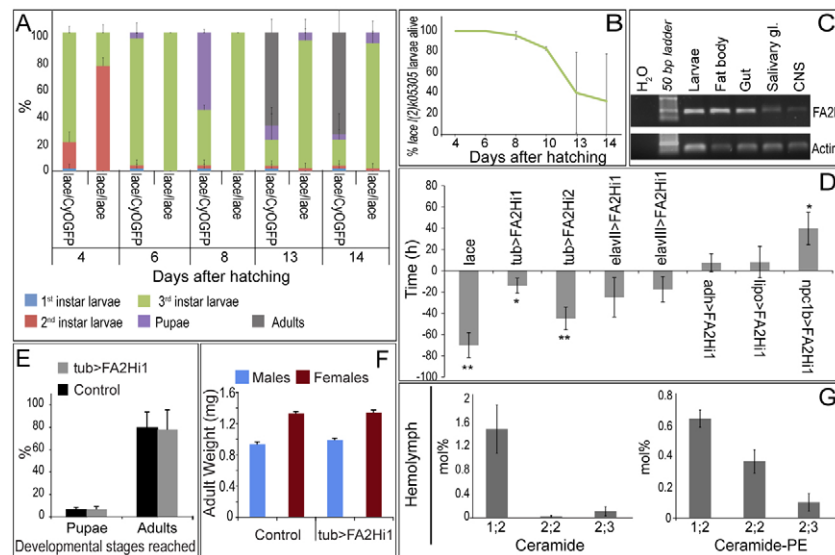 A
%
100
80
60
40
20
0
lace/CyOGFP
lace/lace
lace/CyOGFP
lace/lace
lace/CyOGFP
lace/lace
lace/CyOGFP
lace/lace
lace/CyOGFP
lace/lace
4 6 8 13 14
Days after hatching
1st instar larvae
2nd instar larvae
3rd instar larvae
Pupae
Adults
B
% lace l(2)k05305 larvae alive
100
80
60
40
20
0
4 6 8 10 13 14
Days after hatching
C
H2O
50 bp ladder
Larvae
Fat body
Gut
Salivary gl.
CNS
Actin
D
Time (h)
80
60
40
20
0
-20
-40
-60
-80
-100
lace
tub>FA2Hi1
tub>FA2Hi2
elavII>FA2Hi1
elavIII>FA2Hi1
adh>FA2Hi1
lipo>FA2Hi1
npc1b>FA2Hi1
**
*
**
*
E
tub>FA2Hi1
Control
%
80
60
40
20
0
Pupae Adults
Developmental stages reached
F
Males Females
Adult Weight (mg)
1.6
1.2
0.8
0.4
0
Control tub>FA2Hi1
G
Hemolymph
mol%
2
1.6
1.2
0.8
0.4
0
1;2 2;2 2;3
Ceramide
mol%
0.8
0.6
0.4
0.2
0
1;2 2;2 2;3
Ceramide-PE